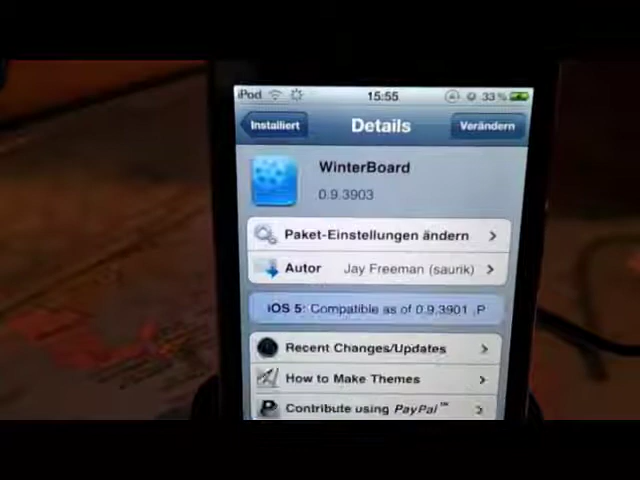 iPod 15:55 33%
Installiert Details Verändern
WinterBoard
0.9.3903
Paket-Einstellungen ändern
Autor Jay Freeman (saurik)
iOS 5: Compatible as of 0.9.3901 :P
Recent Changes/Updates
How to Make Themes
Contribute using PayPal™